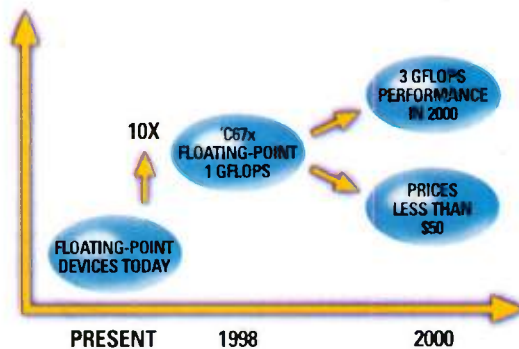 3 GFLOPS
PERFORMANCE
IN 2000
10X
'C67x
FLOATING-POINT
1 GFLOPS
PRICES
LESS THAN
$50
FLOATING-POINT
DEVICES TODAY
PRESENT 1998 2000